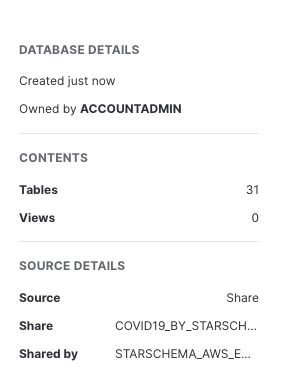 DATABASE DETAILS
Created just now
Owned by ACCOUNTADMIN
CONTENTS
Tables 31
Views 0
SOURCE DETAILS
Source Share
Share COVID19_BY_STARSCH...
Shared by STARSCHEMA_AWS_E...